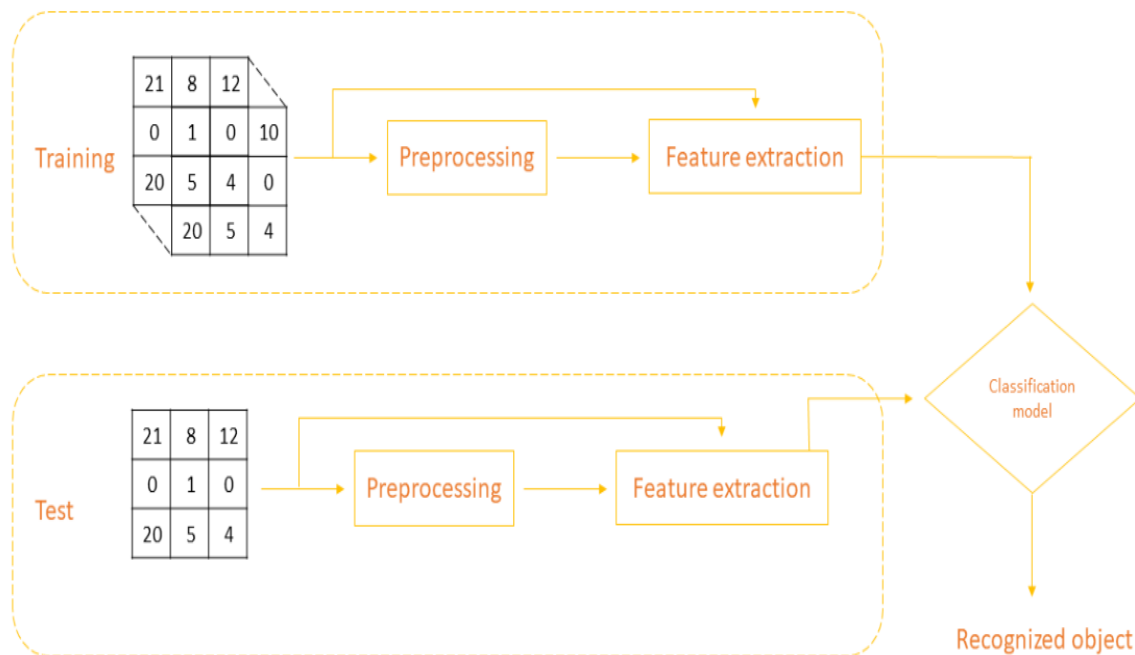 21 8 12
0 1 0 10
Training
Preprocessing
Feature extraction
20 5 4 0
20 5 4
Classification
model
21 8 12
0 1 0
Preprocessing
Feature extraction
Test
20 5 4
Recognized object